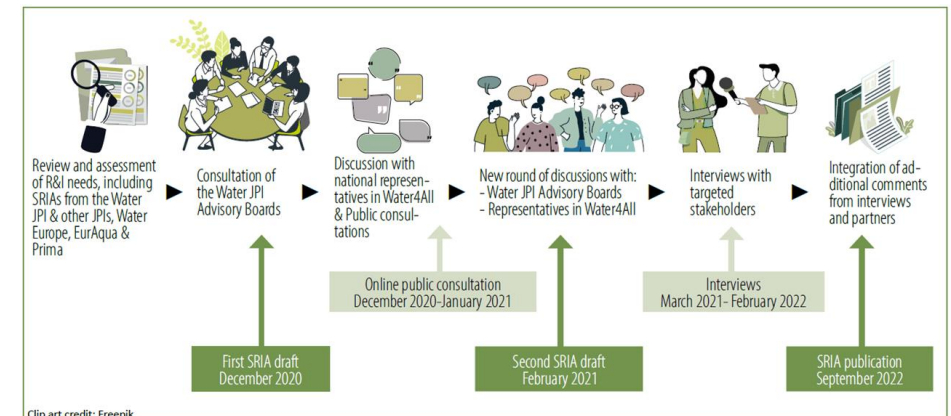 Review and assessment
of R&I needs, including
SRIAs from the Water
JPI & other JPIs, Water
Europe, EurAqua &
Prima
Consultation of
the Water JPI
Advisory Boards
Discussion with
national represen-
tatives in Water4All
& Public consul-
tations
New round of discussions with:
- Water JPI Advisory Boards
- Representatives in Water4All
Interviews with
targeted
stakeholders
Integration of ad-
ditional comments
from interviews
and partners
Online public consultation
December 2020-January 2021
Interviews
March 2021- February 2022
First SRIA draft
December 2020
Second SRIA draft
February 2021
SRIA publication
September 2022
Clip art credit: Freepik